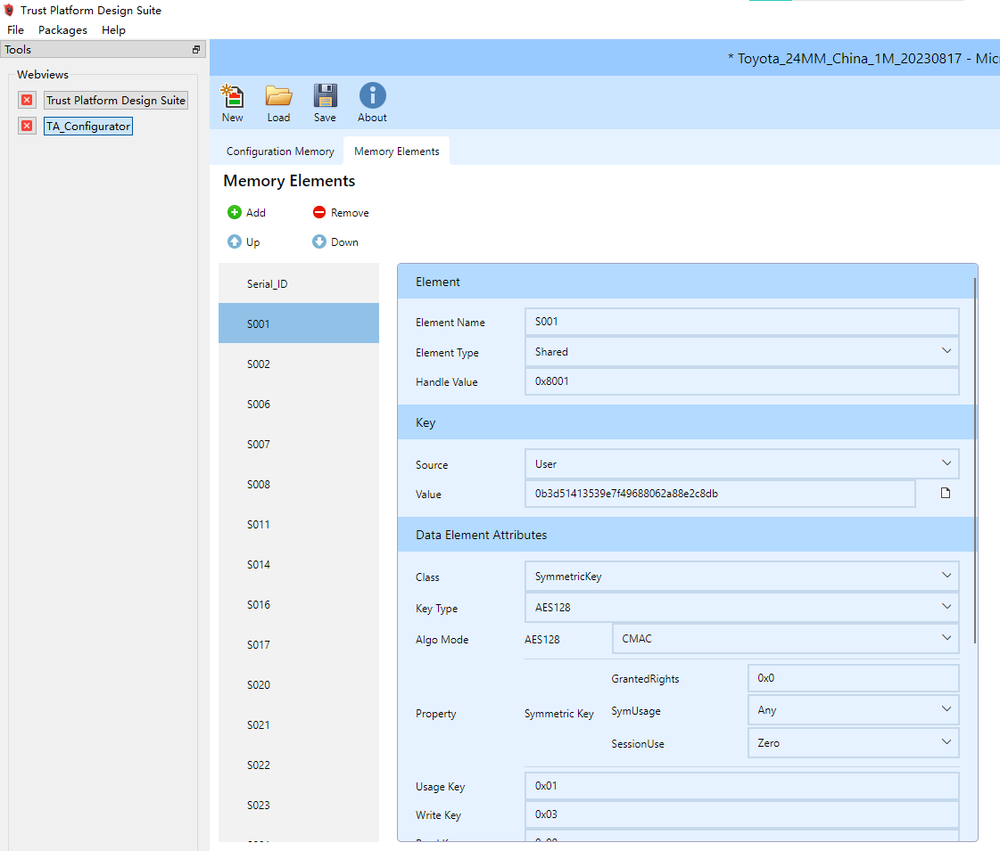 Trust Platform Design Suite
File Packages Help
Tools
Webviews
Trust Platform Design Suite
TA_Configurator
* Toyota_24MM_China_1M_20230817 - Mic
New Load Save About
Configuration Memory Memory Elements
Memory Elements
Add Remove
Up Down
Serial_ID
S001
S002
S006
S007
S008
S011
S014
S016
S017
S020
S021
S022
S023
Element
Element Name S001
Element Type Shared
Handle Value 0x8001
Key
Source User
Value 0b3d51413539e7f49688062a88e2c8db
Data Element Attributes
Class SymmetricKey
Key Type AES128
Algo Mode AES128 CMAC
GrantedRights 0x0
Property Symmetric Key SymUsage Any
SessionUse Zero
Usage Key 0x01
Write Key 0x03